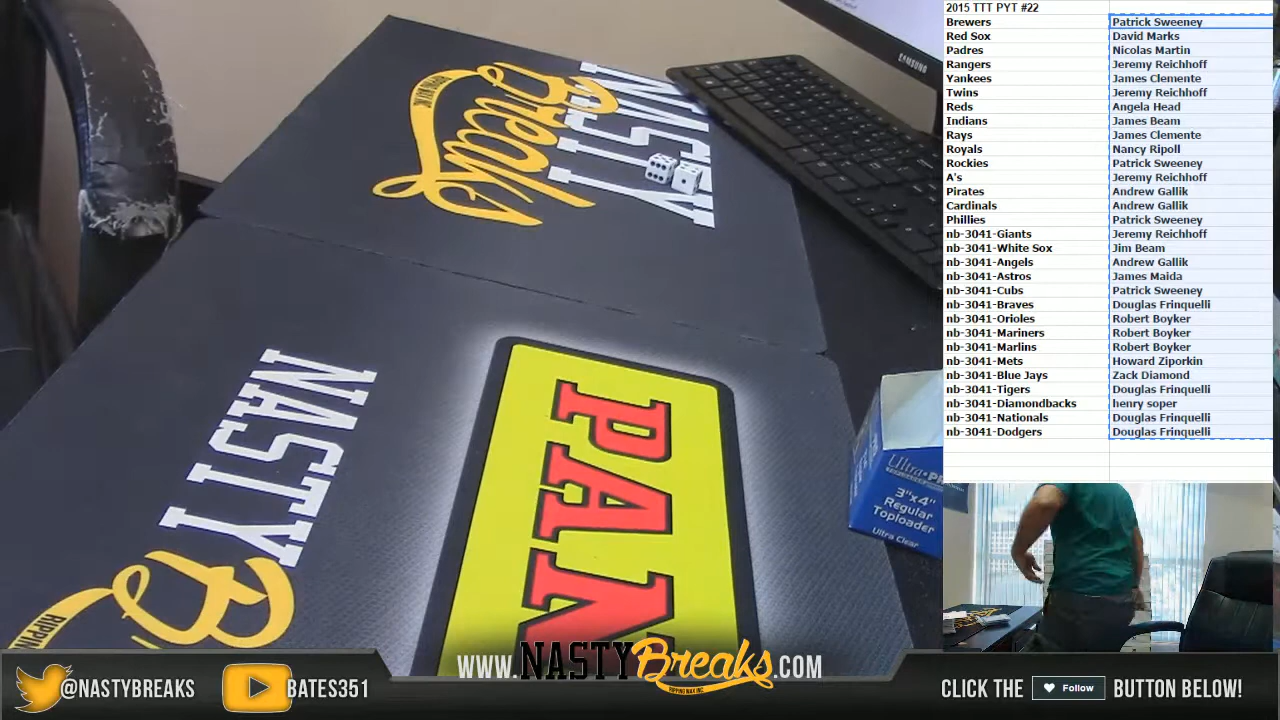 2015 TTT PYT #22
Brewers Patrick Sweeney
Red Sox David Marks
Padres Nicolas Martin
Rangers Jeremy Reichhoff
Yankees James Clemente
Twins Jeremy Reichhoff
Reds Angela Head
Indians James Beam
Rays James Clemente
Royals Nancy Ripoll
Rockies Patrick Sweeney
A's Jeremy Reichhoff
Pirates Andrew Gallik
Cardinals Andrew Gallik
Phillies Patrick Sweeney
nb-3041-Giants Jeremy Reichhoff
nb-3041-White Sox Jim Beam
nb-3041-Angels Andrew Gallik
nb-3041-Astros James Maida
nb-3041-Cubs Patrick Sweeney
nb-3041-Braves Douglas Frinquelli
nb-3041-Orioles Robert Boyker
nb-3041-Mariners Robert Boyker
nb-3041-Marlins Robert Boyker
nb-3041-Mets Howard Ziporkin
nb-3041-Blue Jays Zack Diamond
nb-3041-Tigers Douglas Frinquelli
nb-3041-Diamondbacks henry soper
nb-3041-Nationals Douglas Frinquelli
nb-3041-Dodgers Douglas Frinquelli
SAMSUNG
NASTY
Breaks
RIPPING WAX INC
NASTY
B
RIPPIN
PAN
Ultra•P
3"x4"
Regular
Toploader
Ultra Clear
@NASTYBREAKS
BATES351
WWW.NASTYBreaks.COM
RIPPING WAX INC
CLICK THE Follow BUTTON BELOW!